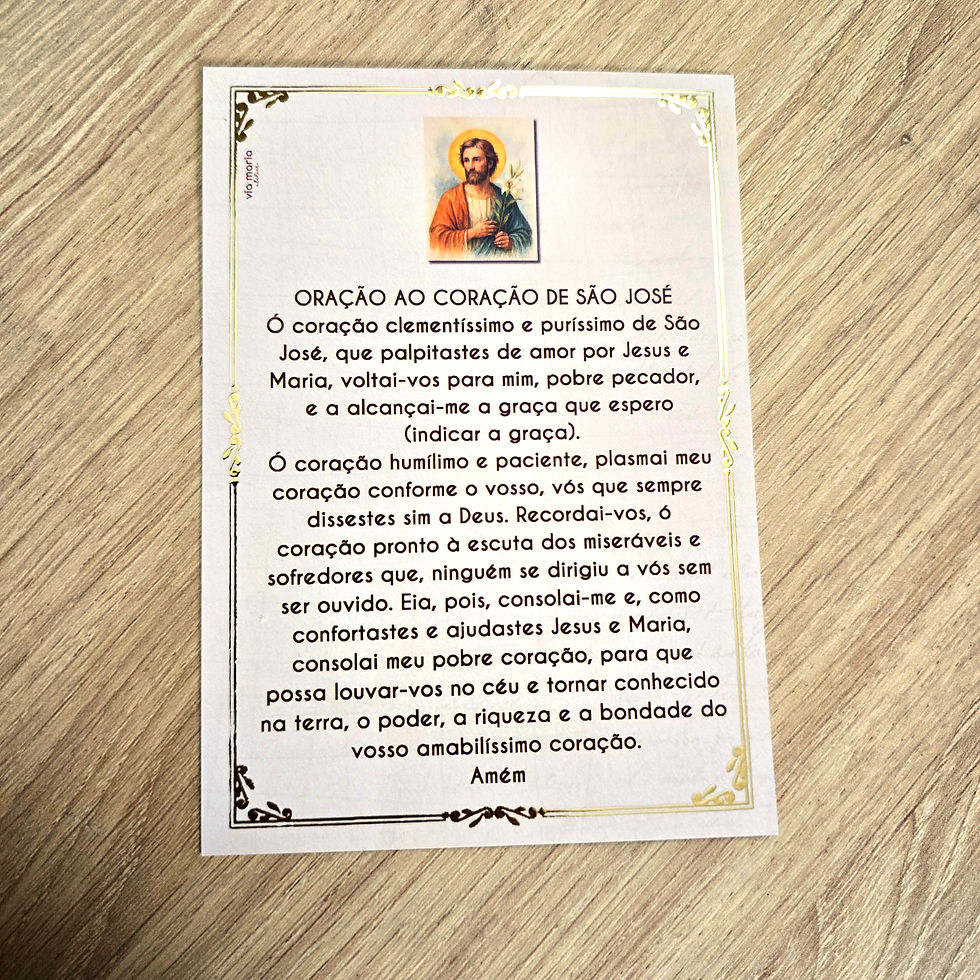 via maria
ORAÇÃO AO CORAÇÃO DE SÃO JOSÉ
Ó coração clementíssimo e puríssimo de São
José, que palpitastes de amor por Jesus e
Maria, voltai-vos para mim, pobre pecador,
e a alcançai-me a graça que espero
(indicar a graça).
Ó coração humílimo e paciente, plasmai meu
coração conforme o vosso, vós que sempre
dissestes sim a Deus. Recordai-vos, ó
coração pronto à escuta dos miseráveis e
sofredores que, ninguém se dirigiu a vós sem
ser ouvido. Eia, pois, consolai-me e, como
confortastes e ajudastes Jesus e Maria,
consolai meu pobre coração, para que
possa louvar-vos no céu e tornar conhecido
na terra, o poder, a riqueza e a bondade do
vosso amabilíssimo coração.
Amém